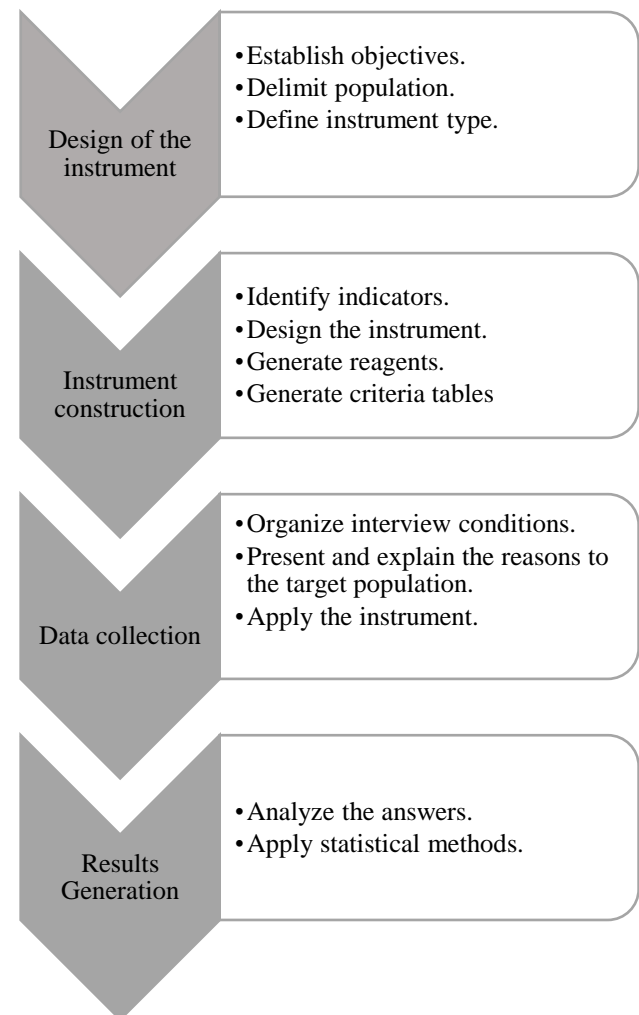 Design of the
instrument
•Establish objectives.
•Delimit population.
•Define instrument type.
Instrument
construction
•Identify indicators.
•Design the instrument.
•Generate reagents.
•Generate criteria tables
Data collection
•Organize interview conditions.
•Present and explain the reasons to
the target population.
•Apply the instrument.
Results
Generation
•Analyze the answers.
•Apply statistical methods.